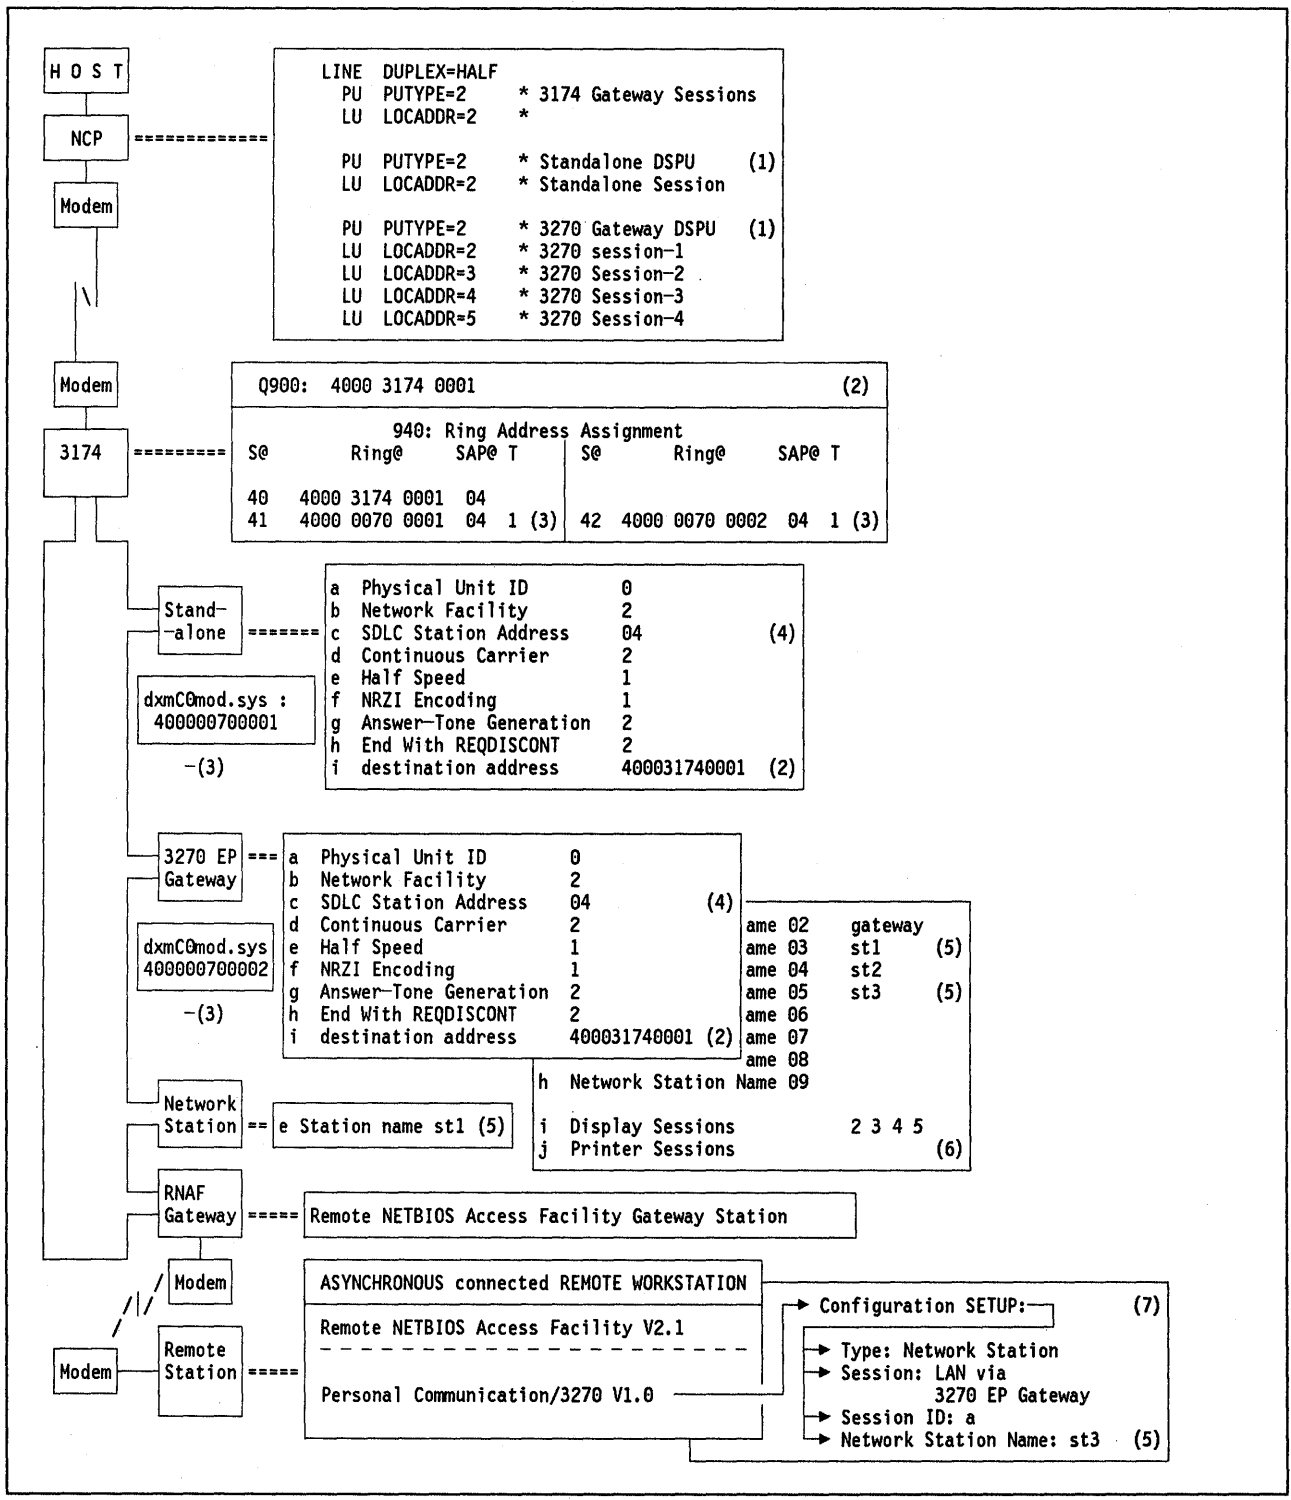 H O S T
LINE DUPLEX=HALF
PU PUTYPE=2 * 3174 Gateway Sessions
LU LOCADDR=2 *
NCP =============
PU PUTYPE=2 * Standalone DSPU (1)
LU LOCADDR=2 * Standalone Session
Modem
PU PUTYPE=2 * 3270 Gateway DSPU (1)
LU LOCADDR=2 * 3270 session-1
LU LOCADDR=3 * 3270 Session-2
LU LOCADDR=4 * 3270 Session-3
LU LOCADDR=5 * 3270 Session-4
Modem
Q900: 4000 3174 0001 (2)
940: Ring Address Assignment
3174 =========
S@ Ring@ SAP@ T S@ Ring@ SAP@ T
40 4000 3174 0001 04
41 4000 0070 0001 04 1 (3) 42 4000 0070 0002 04 1 (3)
Stand-
-alone =======
a Physical Unit ID 0
b Network Facility 2
c SDLC Station Address 04 (4)
d Continuous Carrier 2
e Half Speed 1
f NRZI Encoding 1
g Answer-Tone Generation 2
h End With REQDISCONT 2
i destination address 400031740001 (2)
dxmC0mod.sys :
400000700001
-(3)
3270 EP ===
Gateway
a Physical Unit ID 0
b Network Facility 2
c SDLC Station Address 04 (4)
d Continuous Carrier 2
e Half Speed 1
f NRZI Encoding 1
g Answer-Tone Generation 2
h End With REQDISCONT 2
i destination address 400031740001 (2)
dxmC0mod.sys
400000700002
-(3)
ame 02 gateway
ame 03 st1 (5)
ame 04 st2
ame 05 st3 (5)
ame 06
ame 07
ame 08
h Network Station Name 09
i Display Sessions 2 3 4 5
j Printer Sessions (6)
Network
Station == e Station name st1 (5)
RNAF
Gateway ===== Remote NETBIOS Access Facility Gateway Station
Modem
ASYNCHRONOUS connected REMOTE WORKSTATION
Remote NETBIOS Access Facility V2.1
Personal Communication/3270 V1.0
Modem
Remote
Station =====
Configuration SETUP: (7)
Type: Network Station
Session: LAN via
3270 EP Gateway
Session ID: a
Network Station Name: st3 (5)